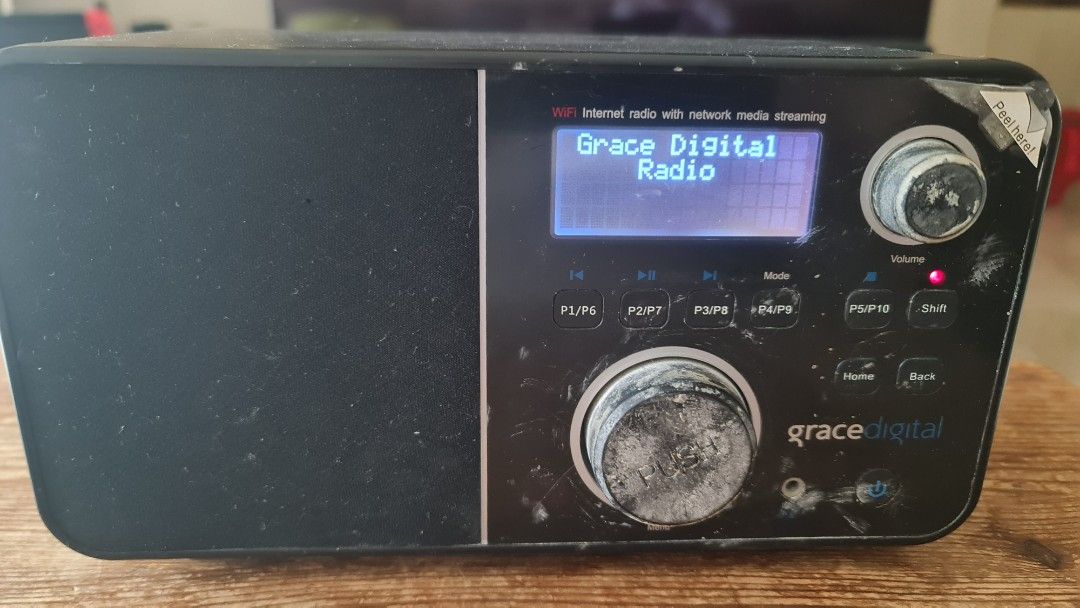 WiFi Internet radio with network media streaming
Grace Digital
Radio
Peel here!
Volume
Mode
P1/P6 P2/P7 P3/P8 P4/P9 P5/P10 Shift
Home Back
gracedigital
PUSH
Menu